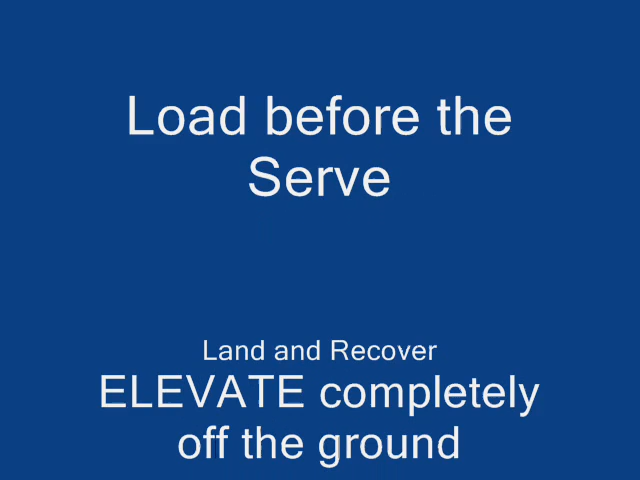 Load before the
Serve
Land and Recover
ELEVATE completely
off the ground